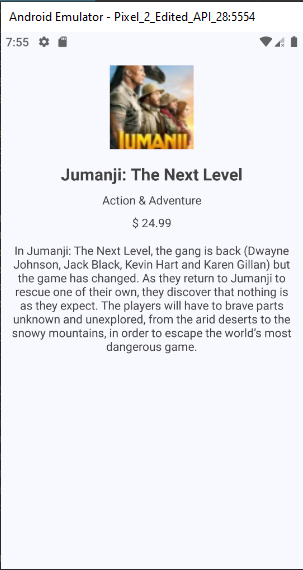 Android Emulator - Pixel_2_Edited_API_28:5554
7:55
JUMANJI
Jumanji: The Next Level
Action & Adventure
$ 24.99
In Jumanji: The Next Level, the gang is back (Dwayne
Johnson, Jack Black, Kevin Hart and Karen Gillan) but
the game has changed. As they return to Jumanji to
rescue one of their own, they discover that nothing is
as they expect. The players will have to brave parts
unknown and unexplored, from the arid deserts to the
snowy mountains, in order to escape the world's most
dangerous game.